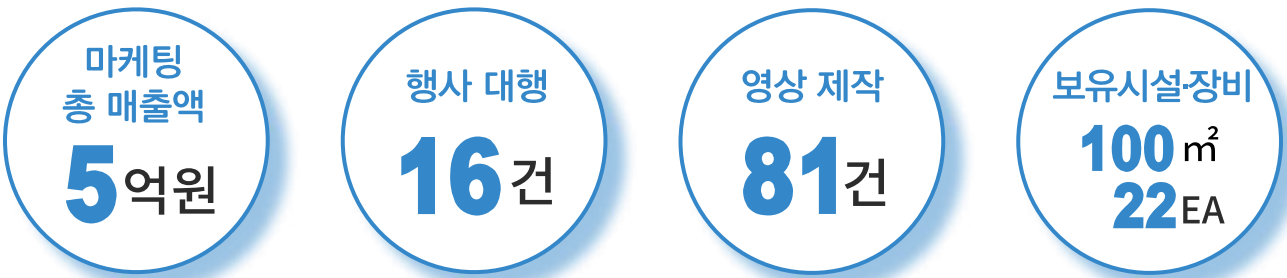 마케팅
총 매출액
5억원
행사 대행
16건
영상 제작
81건
보유시설·장비
100㎡
22EA